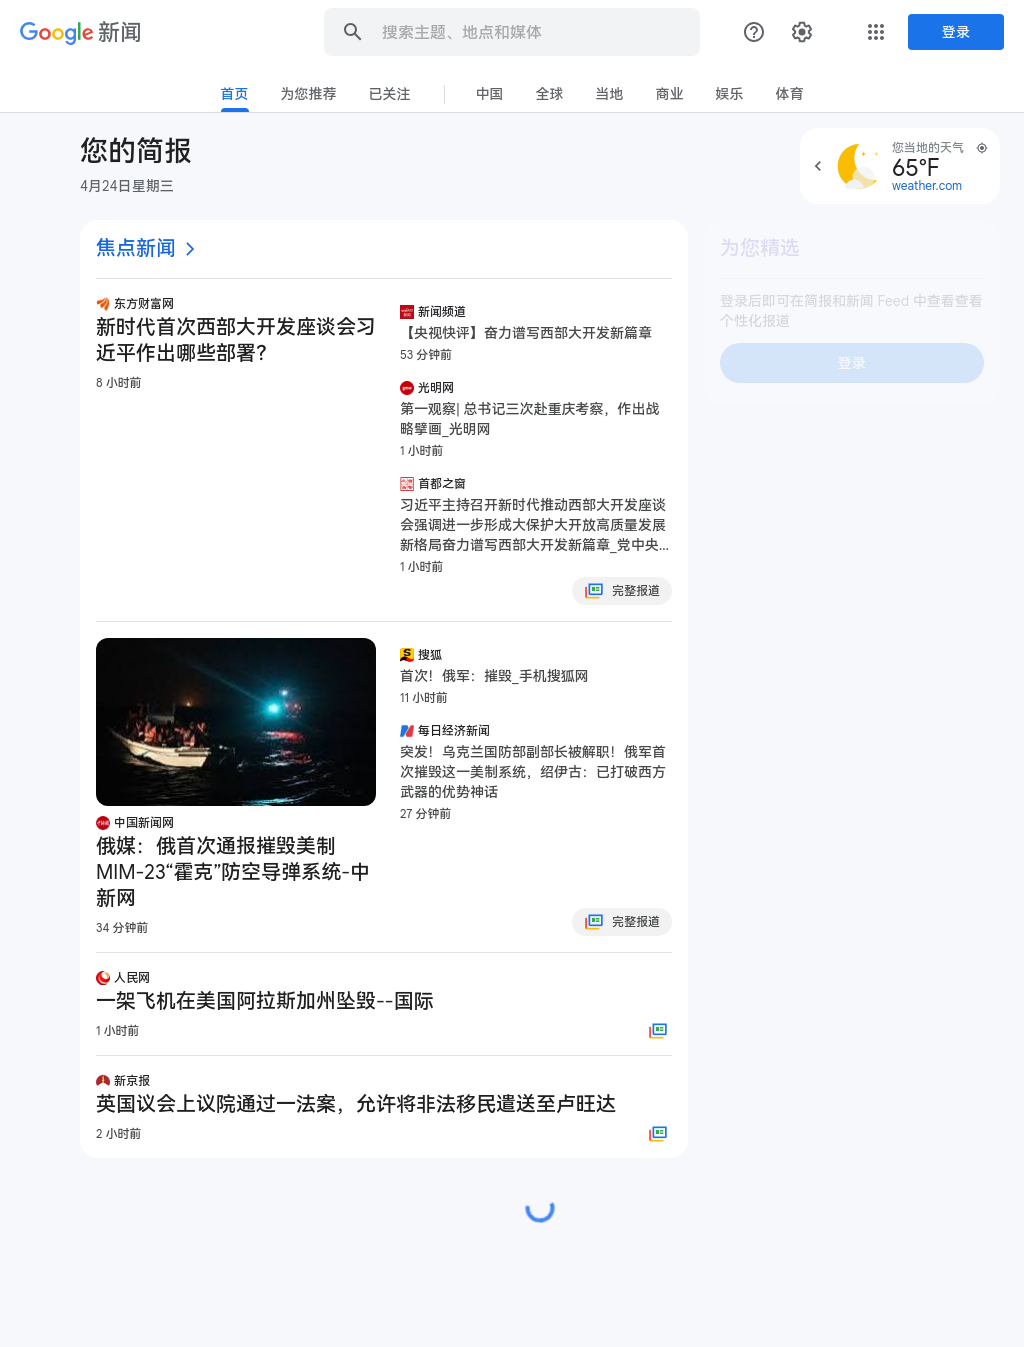 Google 新闻
搜索主题、地点和媒体
登录
首页
为您推荐
已关注
中国
全球
当地
商业
娱乐
体育
您的简报
4月24日星期三
您当地的天气
65°F
weather.com
焦点新闻
东方财富网
新时代首次西部大开发座谈会习
近平作出哪些部署？
8 小时前
新闻频道
【央视快评】奋力谱写西部大开发新篇章
53 分钟前
光明网
第一观察| 总书记三次赴重庆考察，作出战
略擘画_光明网
1 小时前
首都之窗
习近平主持召开新时代推动西部大开发座谈
会强调进一步形成大保护大开放高质量发展
新格局奋力谱写西部大开发新篇章_党中央...
1 小时前
完整报道
中国新闻网
俄媒：俄首次通报摧毁美制
MIM-23“霍克”防空导弹系统-中
新网
34 分钟前
搜狐
首次！俄军：摧毁_手机搜狐网
11 小时前
每日经济新闻
突发！乌克兰国防部副部长被解职！俄军首
次摧毁这一美制系统，绍伊古：已打破西方
武器的优势神话
27 分钟前
完整报道
人民网
一架飞机在美国阿拉斯加州坠毁--国际
1 小时前
新京报
英国议会上议院通过一法案，允许将非法移民遣送至卢旺达
2 小时前
为您精选
登录后即可在简报和新闻 Feed 中查看查看
个性化报道
登录